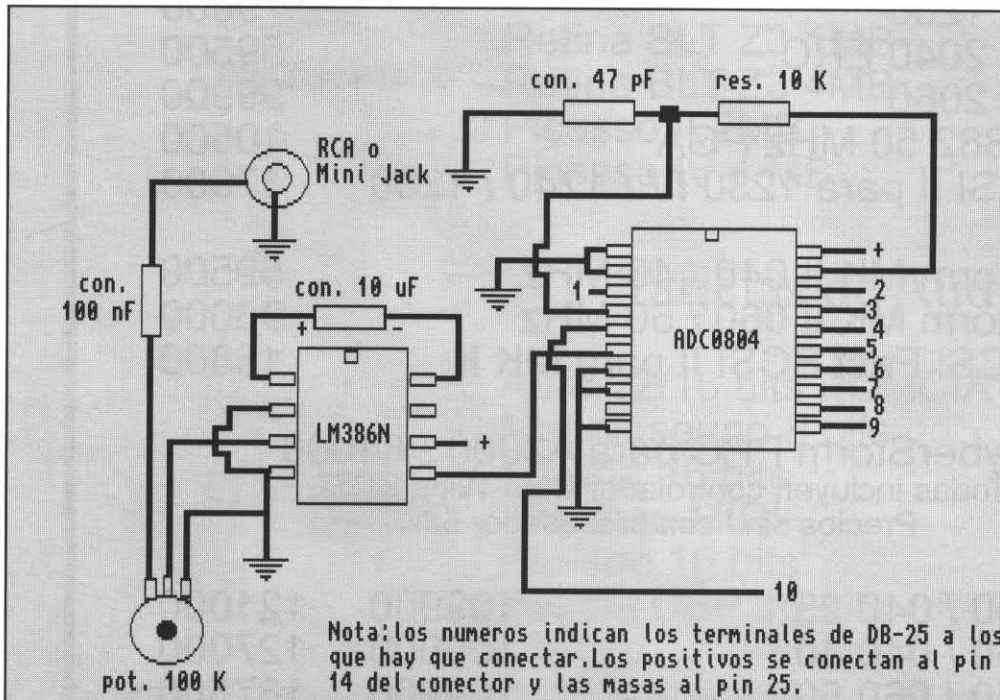 con. 47 pF
res. 10 K
RCA o
Mini Jack
con.
100 nF
con. 10 uF
+ -
LM386N
+
ADC0804
+
1
2
3
4
5
6
7
8
9
10
pot. 100 K
Nota:los numeros indican los terminales de DB-25 a los
que hay que conectar.Los positivos se conectan al pin
14 del conector y las masas al pin 25.